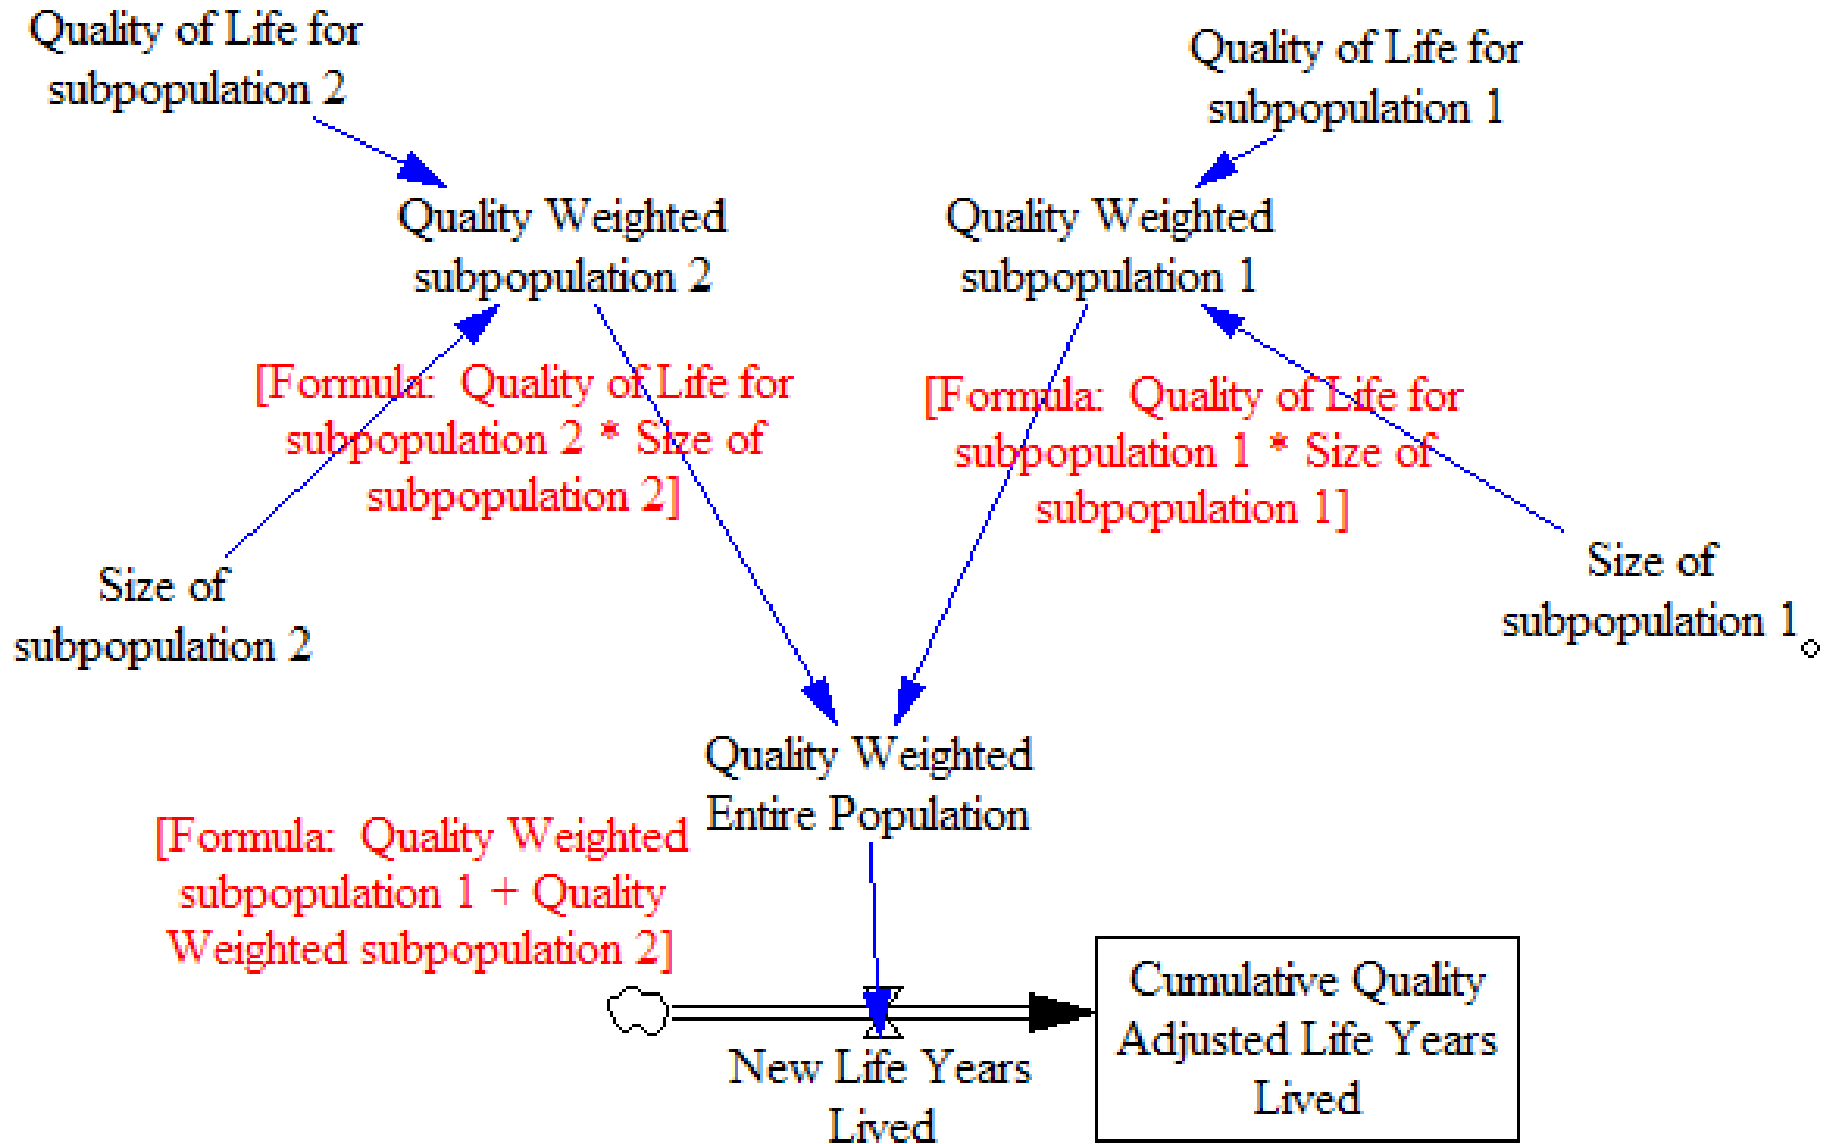 Quality of Life for
subpopulation 2
Quality of Life for
subpopulation 1
Quality Weighted
subpopulation 2
Quality Weighted
subpopulation 1
[Formula: Quality of Life for
subpopulation 2 * Size of
subpopulation 2]
[Formula: Quality of Life for
subpopulation 1 * Size of
subpopulation 1]
Size of
subpopulation 2
Size of
subpopulation 1
Quality Weighted
Entire Population
[Formula: Quality Weighted
subpopulation 1 + Quality
Weighted subpopulation 2]
New Life Years
Lived
Cumulative Quality
Adjusted Life Years
Lived